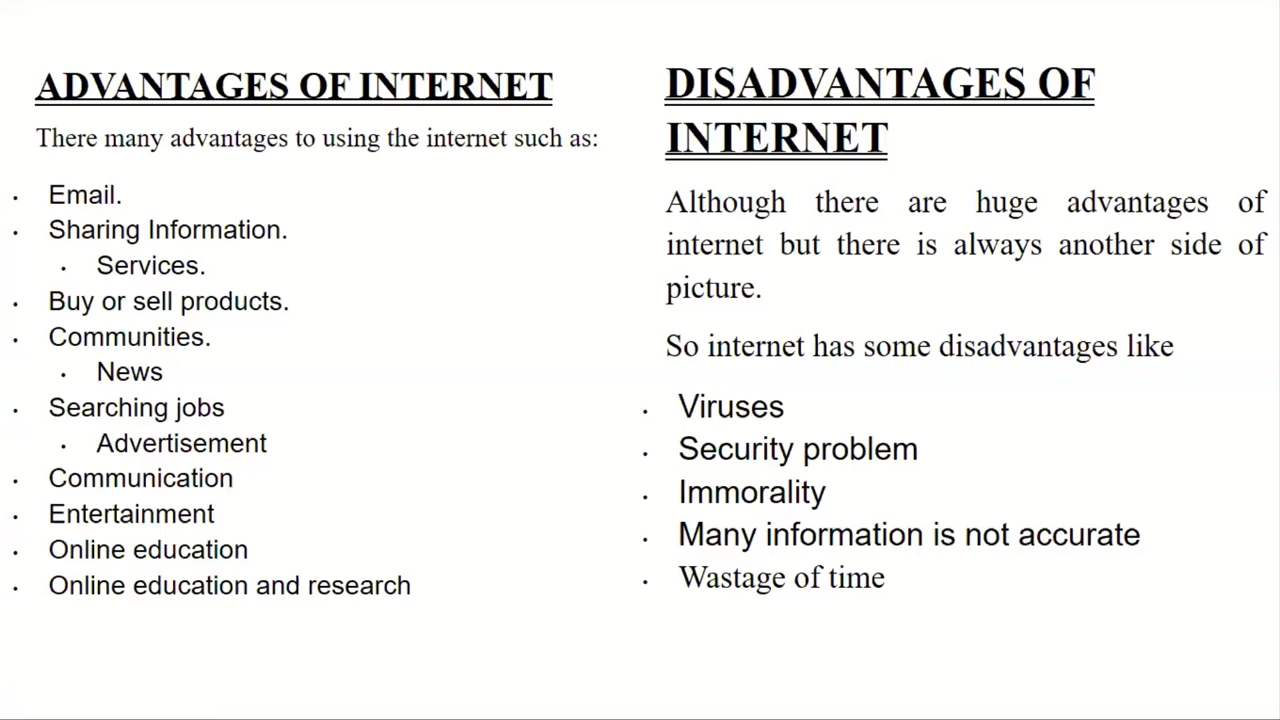 ADVANTAGES OF INTERNET
There many advantages to using the internet such as:
• Email.
• Sharing Information.
• Services.
• Buy or sell products.
• Communities.
• News
• Searching jobs
• Advertisement
• Communication
• Entertainment
• Online education
• Online education and research
DISADVANTAGES OF
INTERNET
Although there are huge advantages of
internet but there is always another side of
picture.
So internet has some disadvantages like
• Viruses
• Security problem
• Immorality
• Many information is not accurate
• Wastage of time